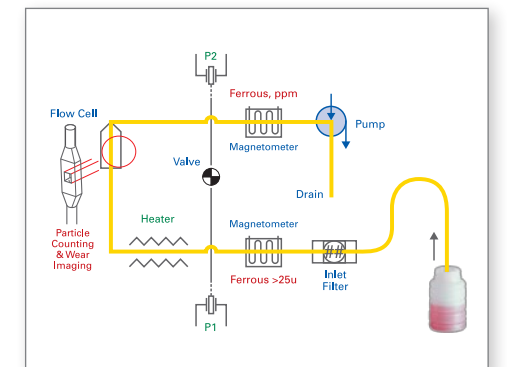 P2
Ferrous, ppm
Flow Cell
Pump
Magnetometer
Valve
Drain
Heater
Magnetometer
Particle
Counting
& Wear
Imaging
##
Ferrous >25u
Inlet
Filter
P1